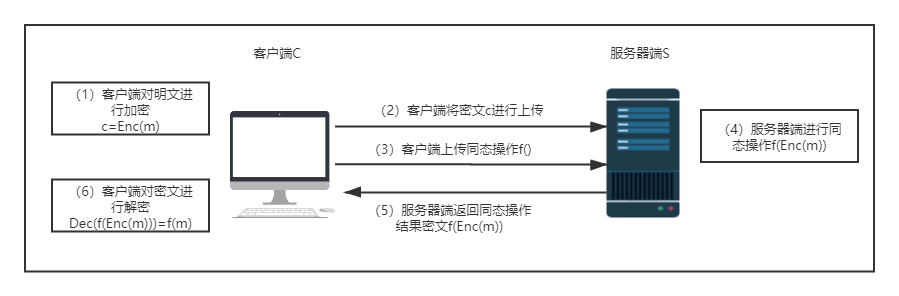 客户端C
服务器端S
（1）客户端对明文进
行加密
c=Enc(m)
（2）客户端将密文c进行上传
（3）客户端上传同态操作f()
（4）服务器端进行同
态操作f(Enc(m))
（5）服务器端返回同态操作
结果密文f(Enc(m))
（6）客户端对密文进
行解密
Dec(f(Enc(m)))=f(m)